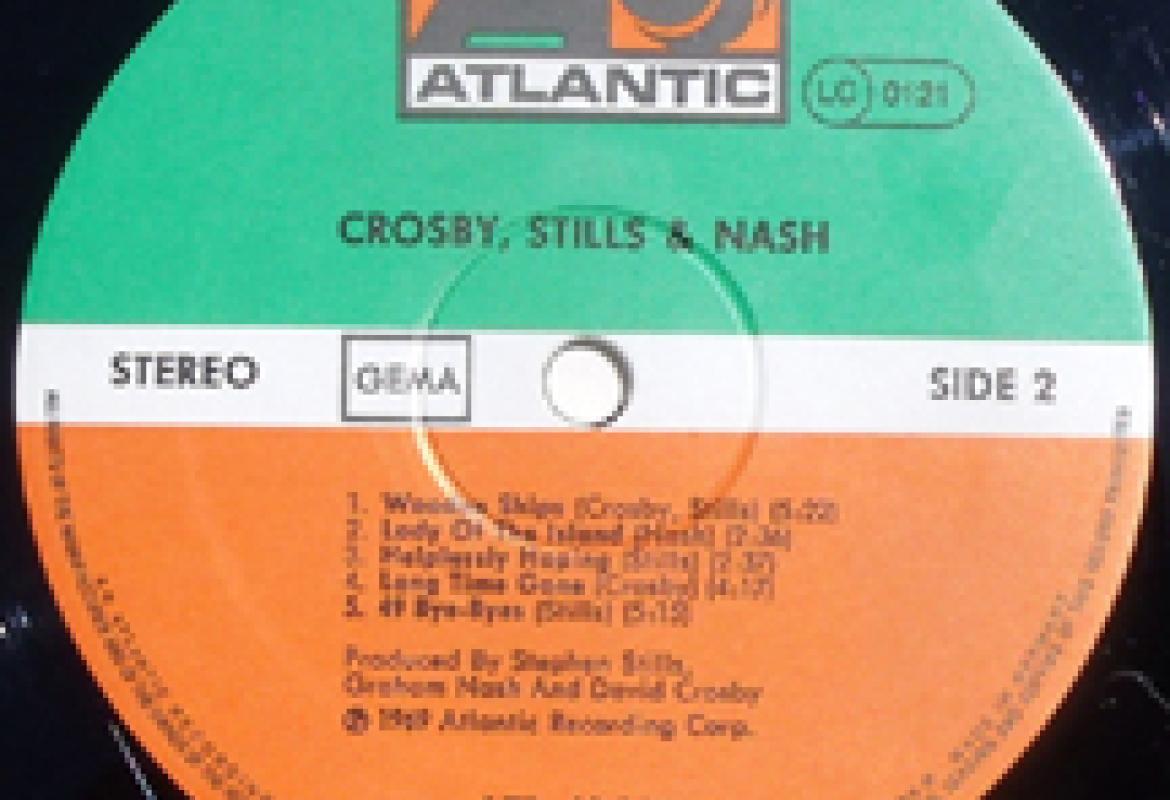 ATLANTIC
LC 0121
CROSBY, STILLS & NASH
STEREO
GEMA
SIDE 2
1. Wooden Ships (Crosby, Stills) (5:22)
2. Lady Of The Island (Nash) (2:36)
3. Helplessly Hoping (Stills) (2:37)
4. Long Time Gone (Crosby) (4:17)
5. 49 Bye-Byes (Stills) (5:15)
Produced By Stephen Stills,
Graham Nash And David Crosby
℗ 1969 Atlantic Recording Corp.